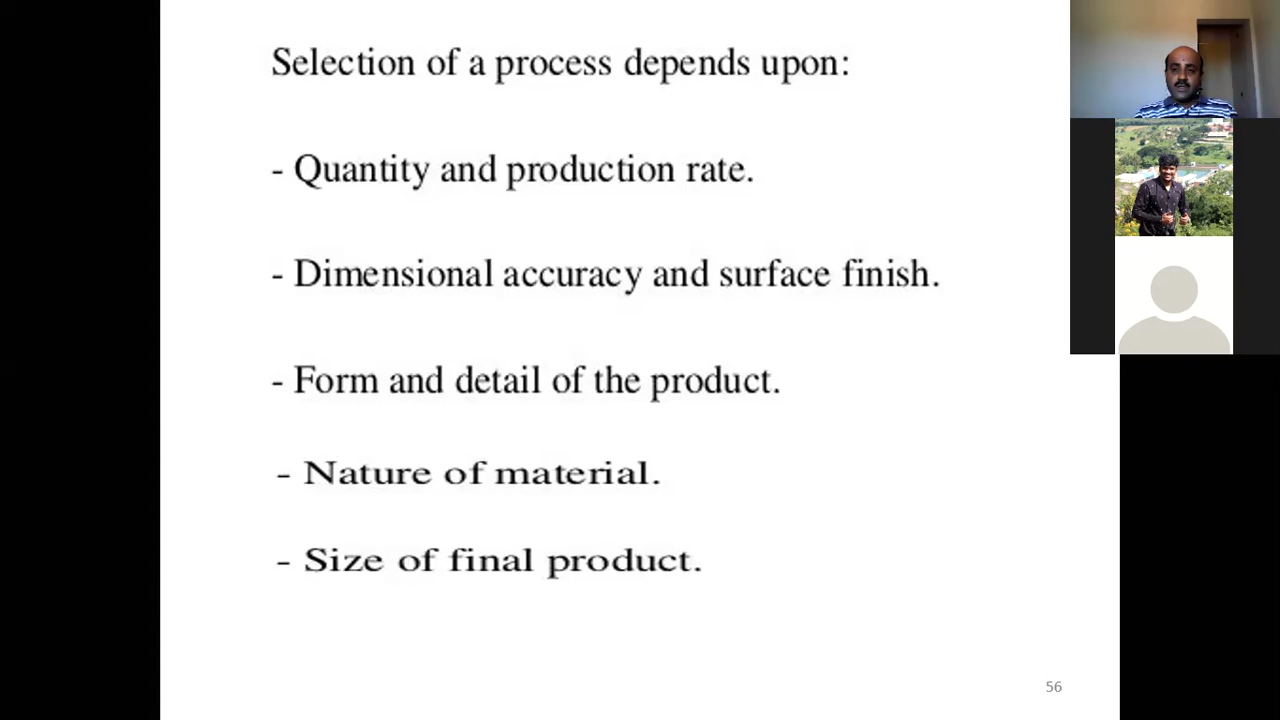 Selection of a process depends upon:
- Quantity and production rate.
- Dimensional accuracy and surface finish.
- Form and detail of the product.
- Nature of material.
- Size of final product.
56